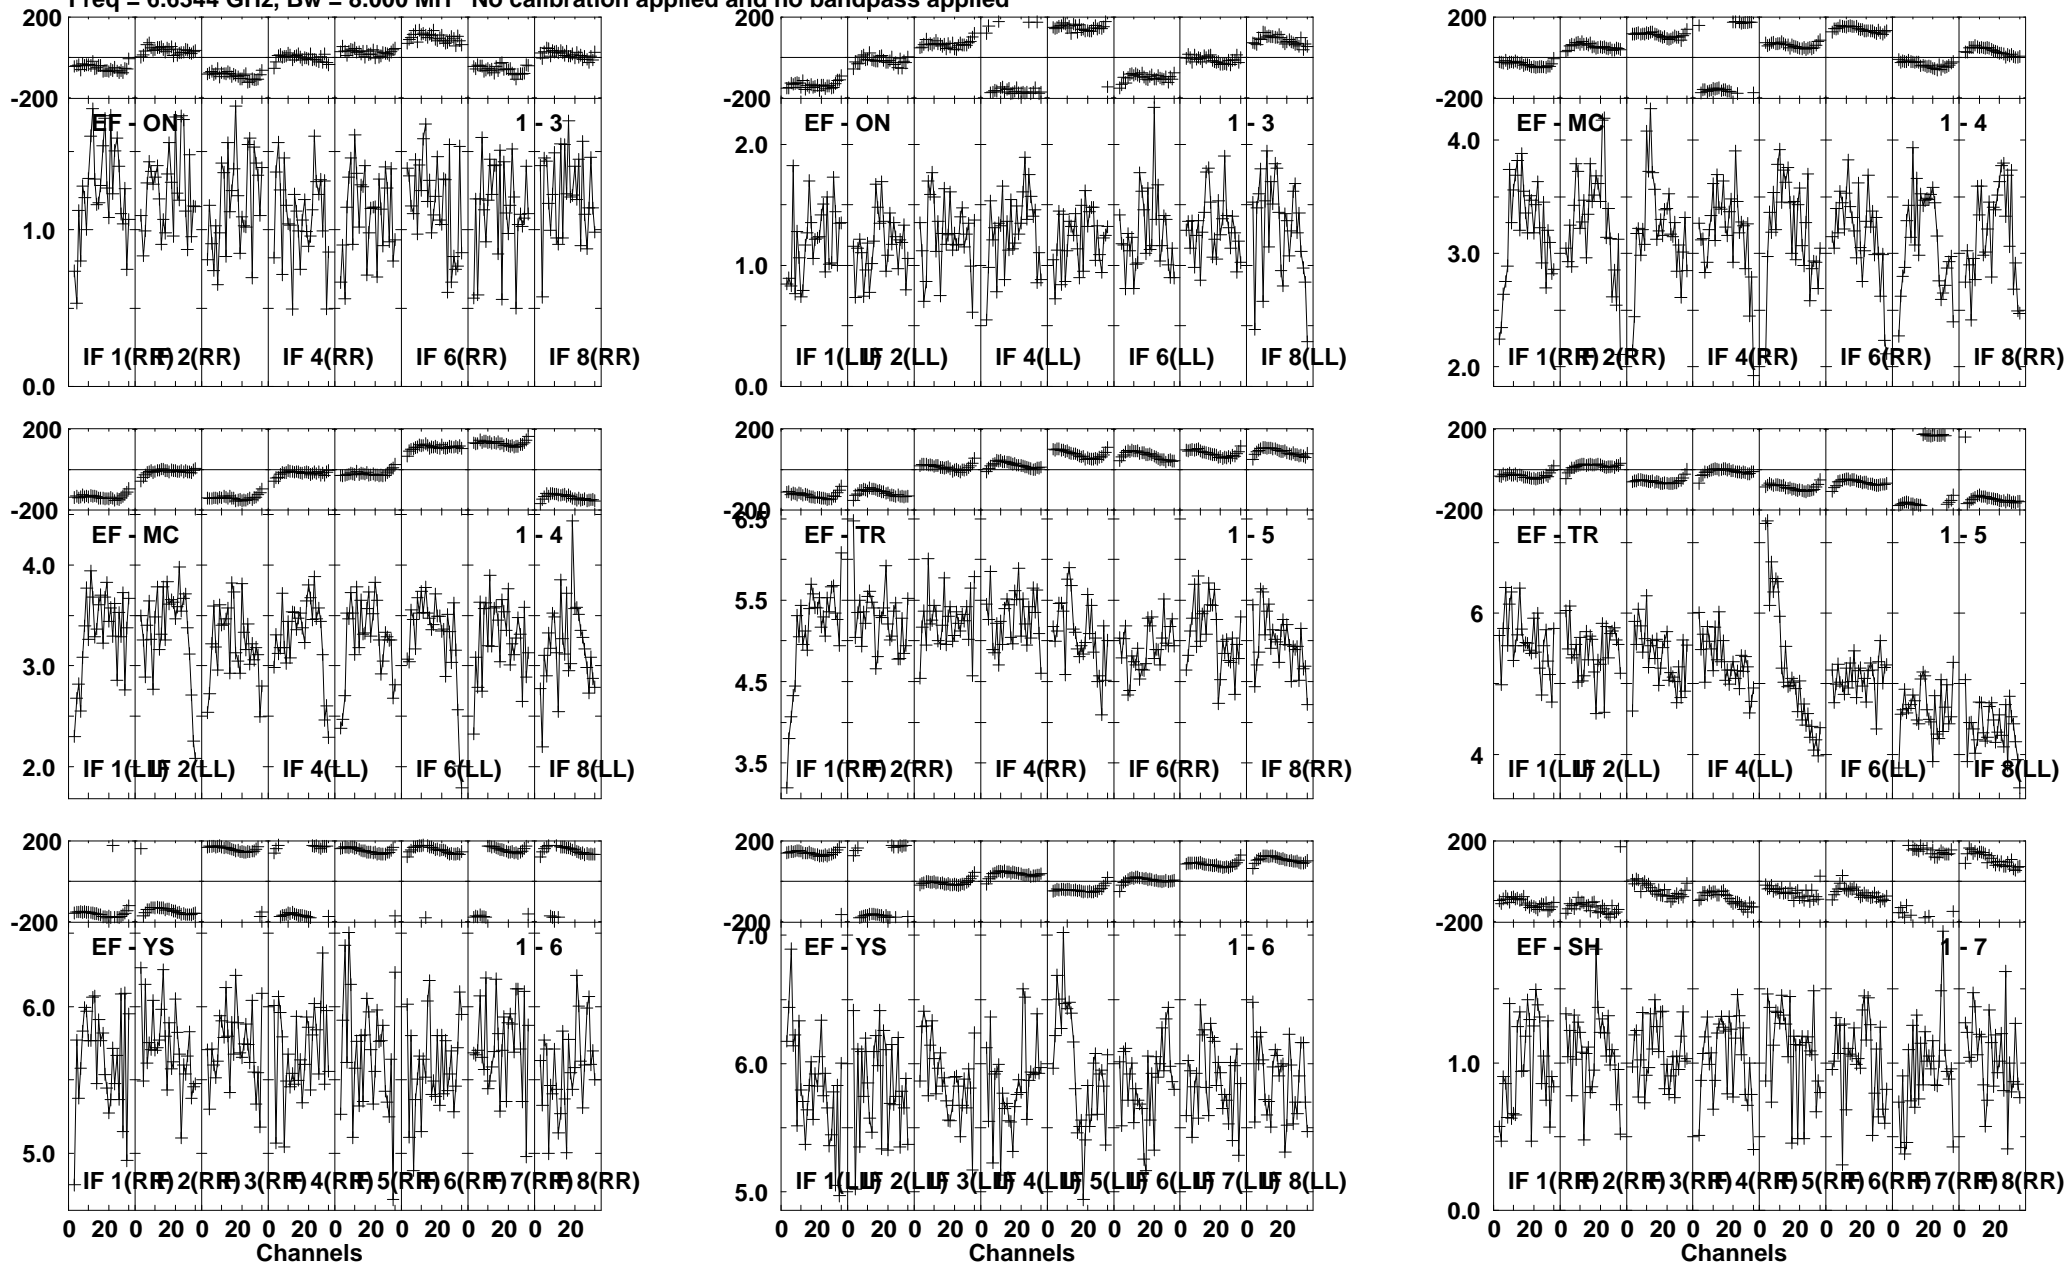 No calibration applied and no bandpass applied
200 200 200
-200 -200 -200
EF - ON 1 - 3 EF - ON 1 - 3 EF - MC 1 - 4
2.0 4.0
1.0 1.0 3.0
IF 1(RR) IF 2(RR) IF 4(RR) IF 6(RR) IF 8(RR) IF 1(LL) IF 2(LL) IF 4(LL) IF 6(LL) IF 8(LL) IF 1(RR) IF 2(RR) IF 4(RR) IF 6(RR) IF 8(RR)
0.0 0.0 2.0
200 200 200
-200 -200 -200
6.5
EF - MC 1 - 4 EF - TR 1 - 5 EF - TR 1 - 5
4.0 5.5 6
3.0 4.5
2.0 3.5 4
IF 1(LL) IF 2(LL) IF 4(LL) IF 6(LL) IF 8(LL) IF 1(RR) IF 2(RR) IF 4(RR) IF 6(RR) IF 8(RR) IF 1(LL) IF 2(LL) IF 4(LL) IF 6(LL) IF 8(LL)
200 200 200
-200 -200 -200
7.0
EF - YS 1 - 6 EF - YS 1 - 6 EF - SH 1 - 7
6.0 6.0 1.0
5.0 5.0
IF 1(RR) IF 2(RR) IF 3(RR) IF 4(RR) IF 5(RR) IF 6(RR) IF 7(RR) IF 8(RR) IF 1(LL) IF 2(LL) IF 3(LL) IF 4(LL) IF 5(LL) IF 6(LL) IF 7(LL) IF 8(LL) IF 1(RR) IF 2(RR) IF 3(RR) IF 4(RR) IF 5(RR) IF 6(RR) IF 7(RR) IF 8(RR)
0.0
0 20 0 20 0 20 0 20 0 20 0 20 0 20 0 20 0 20 0 20 0 20 0 20 0 20 0 20 0 20 0 20 0 20 0 20 0 20 0 20 0 20 0 20 0 20 0 20
Channels Channels Channels